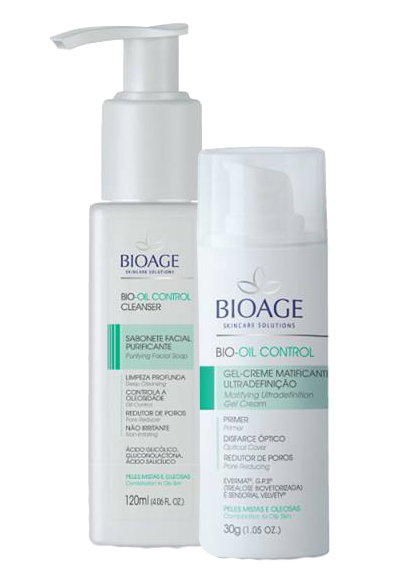 BIOAGE
SKINCARE SOLUTIONS
BIO-OIL CONTROL
CLEANSER
SABONETE FACIAL
PURIFICANTE
Purifying Facial Soap
LIMPEZA PROFUNDA
Deep Cleansing
CONTROLA A
OLEOSIDADE
Oil Control
REDUTOR DE POROS
Pore Reducer
NÃO IRRITANTE
Non-Irritating
ÁCIDO GLICÓLICO,
GLUCONOLACTONA,
ÁCIDO SALICÍLICO
PELES MISTAS E OLEOSAS
Combination to Oily Skin
120ml (4.06 FL. OZ.)
BIOAGE
SKINCARE SOLUTIONS
BIO-OIL CONTROL
GEL-CREME MATIFICANTE
ULTRADEFINIÇÃO
Matifying Ultradefinition
Gel Cream
PRIMER
Primer
DISFARCE ÓPTICO
Optical Cover
REDUTOR DE POROS
Pore Reducing
EVERMAT®, G.P.S®
(TREALOSE BIOVETORIZADA)
E SENSORIAL VELVETY®
PELES MISTAS E OLEOSAS
Combination to Oily Skin
30g (1.05 OZ.)